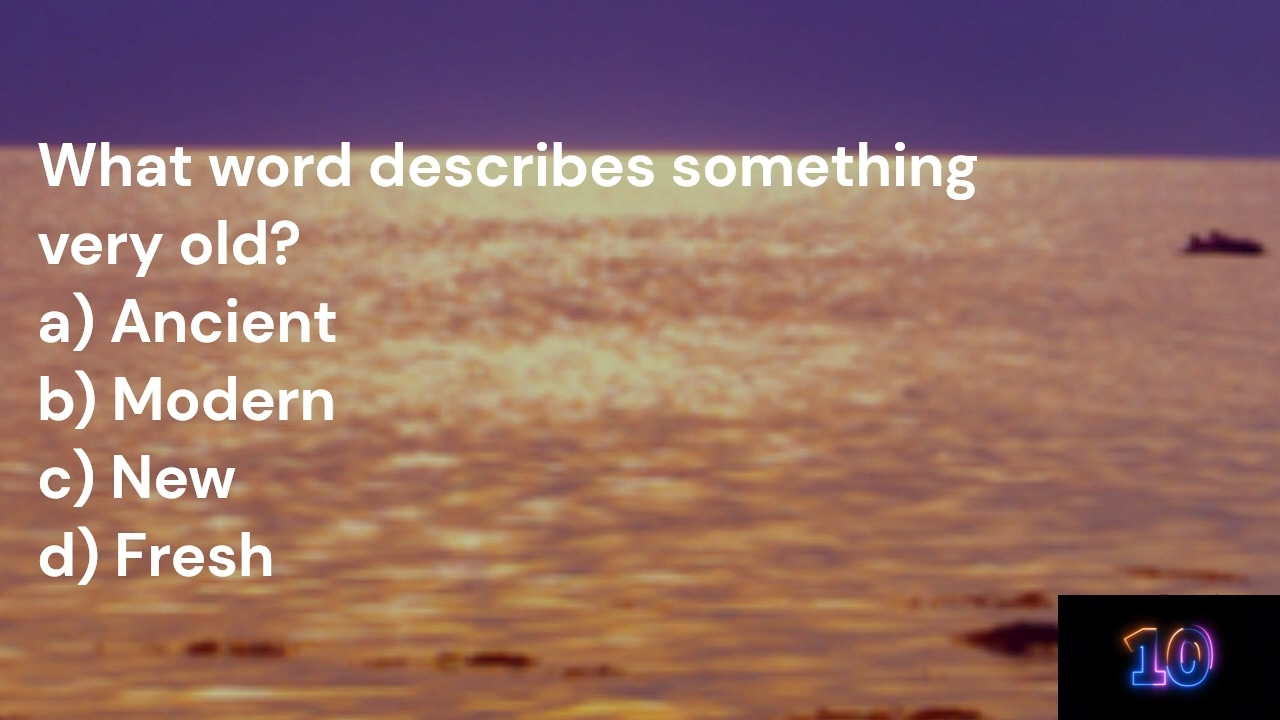 What word describes something
very old?
a) Ancient
b) Modern
c) New
d) Fresh
10